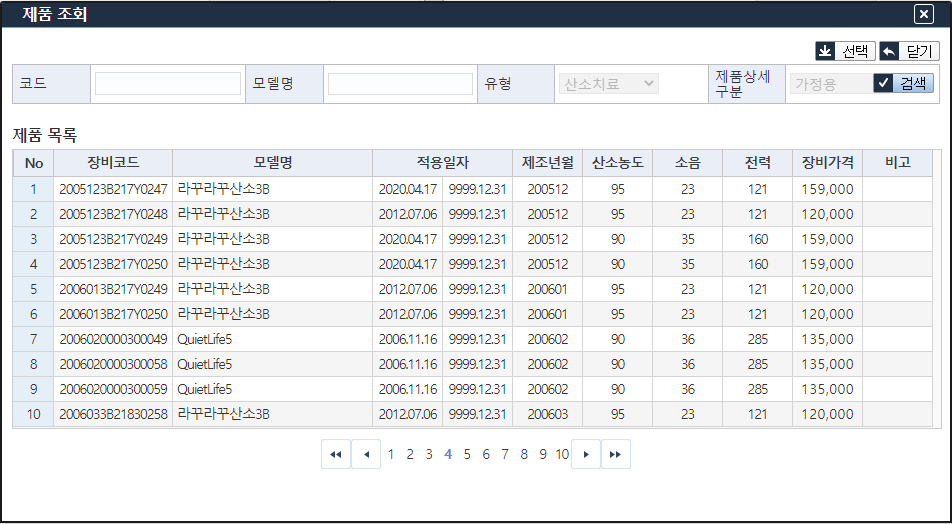 제품 조회
선택 닫기
코드 모델명 유형 산소치료 제품상세구분 가정용 검색
제품 목록
No 장비코드 모델명 적용일자 제조년월 산소농도 소음 전력 장비가격 비고
1 2005123B217Y0247 라꾸라꾸산소3B 2020.04.17 9999.12.31 200512 95 23 121 159,000
2 2005123B217Y0248 라꾸라꾸산소3B 2012.07.06 9999.12.31 200512 95 23 121 120,000
3 2005123B217Y0249 라꾸라꾸산소3B 2020.04.17 9999.12.31 200512 90 35 160 159,000
4 2005123B217Y0250 라꾸라꾸산소3B 2020.04.17 9999.12.31 200512 90 35 160 159,000
5 2006013B217Y0249 라꾸라꾸산소3B 2012.07.06 9999.12.31 200601 95 23 121 120,000
6 2006013B217Y0250 라꾸라꾸산소3B 2012.07.06 9999.12.31 200601 95 23 121 120,000
7 2006020000300049 QuietLife5 2006.11.16 9999.12.31 200602 90 36 285 135,000
8 2006020000300058 QuietLife5 2006.11.16 9999.12.31 200602 90 36 285 135,000
9 2006020000300059 QuietLife5 2006.11.16 9999.12.31 200602 90 36 285 135,000
10 2006033B21830258 라꾸라꾸산소3B 2012.07.06 9999.12.31 200603 95 23 121 120,000
1 2 3 4 5 6 7 8 9 10